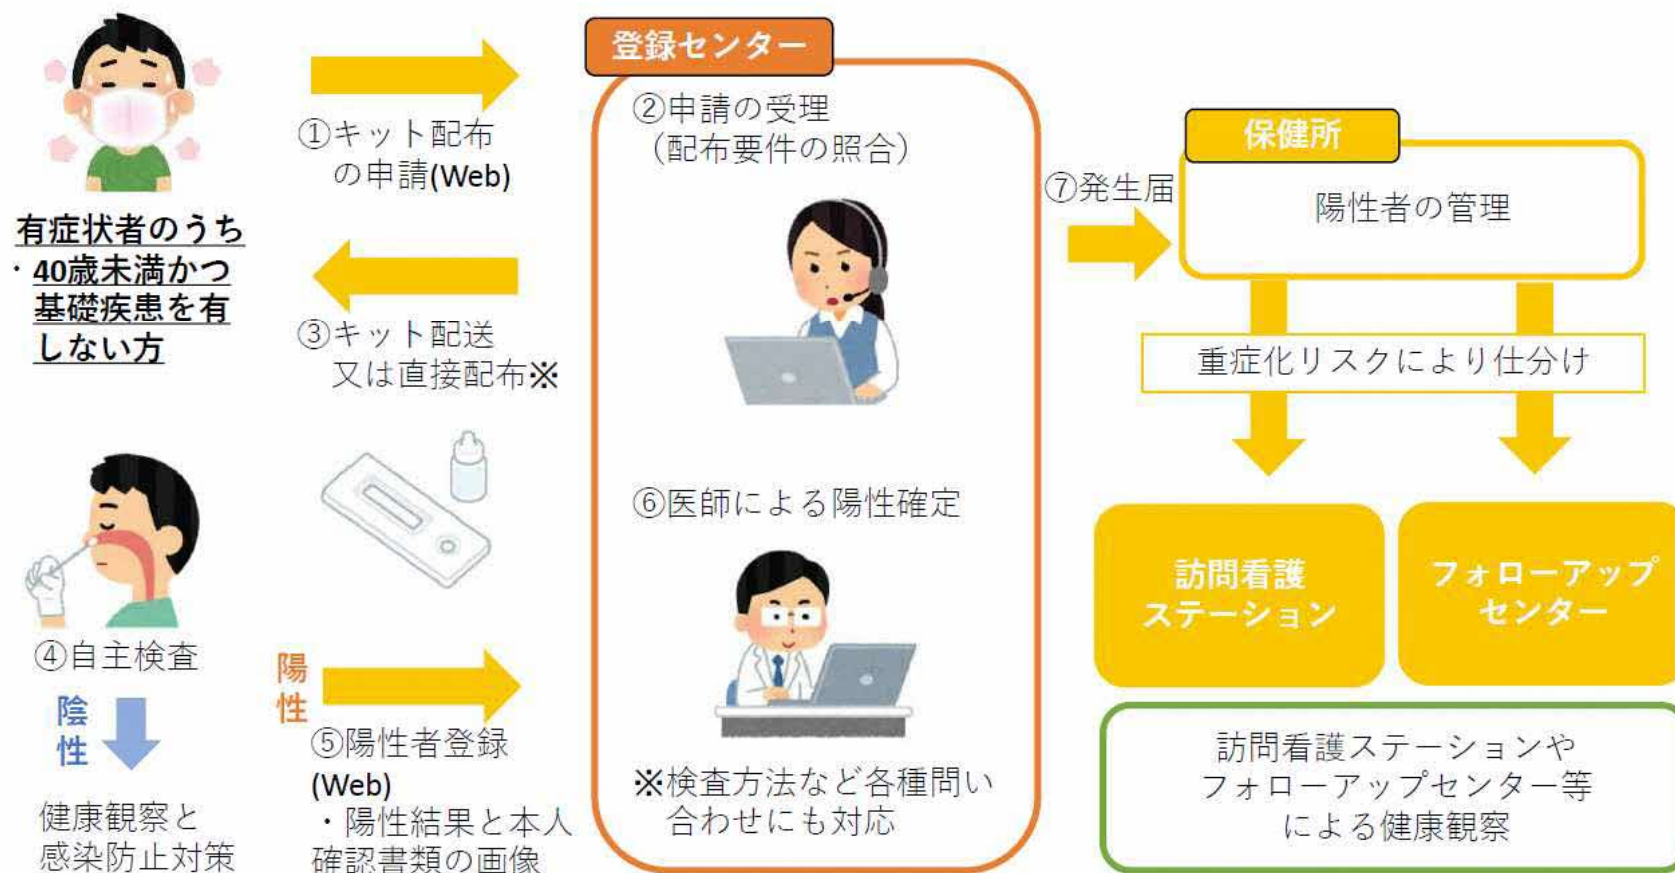 ①キット配布
の申請(Web)
有症状者のうち
・40歳未満かつ
基礎疾患を有
しない方
③キット配送
又は直接配布※
④自主検査
陰
性
健康観察と
感染防止対策
陽
性
⑤陽性者登録
(Web)
・陽性結果と本人
確認書類の画像
登録センター
②申請の受理
（配布要件の照合）
⑥医師による陽性確定
※検査方法など各種問い
合わせにも対応
⑦発生届
保健所
陽性者の管理
重症化リスクにより仕分け
訪問看護
ステーション
フォローアップ
センター
訪問看護ステーションや
フォローアップセンター等
による健康観察